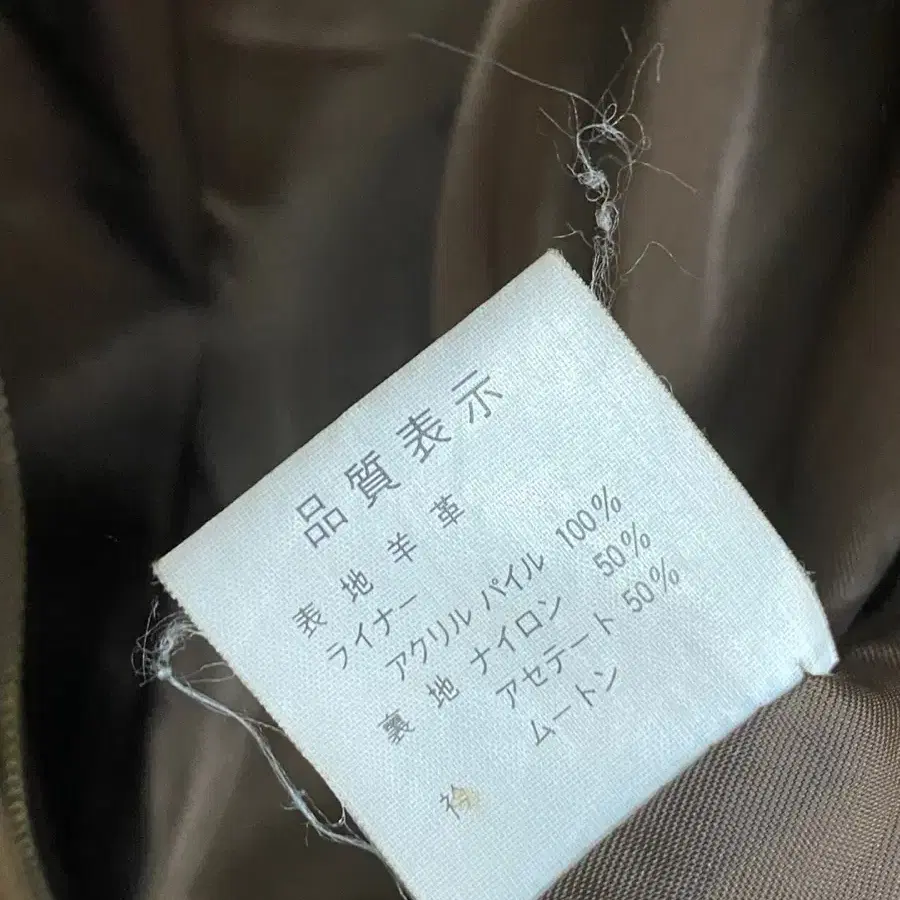 品質表示
表地 羊革
ライナー
アクリルパイル 100%
裏地 ナイロン 50%
アセテート 50%
衿 ムートン